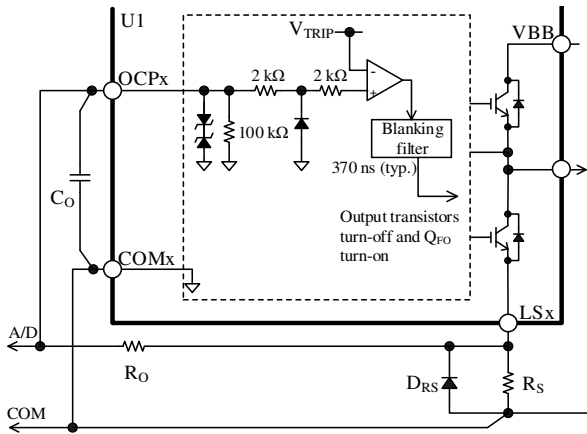 U1
VTRIP
VBB
OCPx
2 kΩ
2 kΩ
-
+
100 kΩ
Blanking
filter
370 ns (typ.)
CO
Output transistors
turn-off and QFO
turn-on
COMx
LSx
A/D
RO
DRS
RS
COM